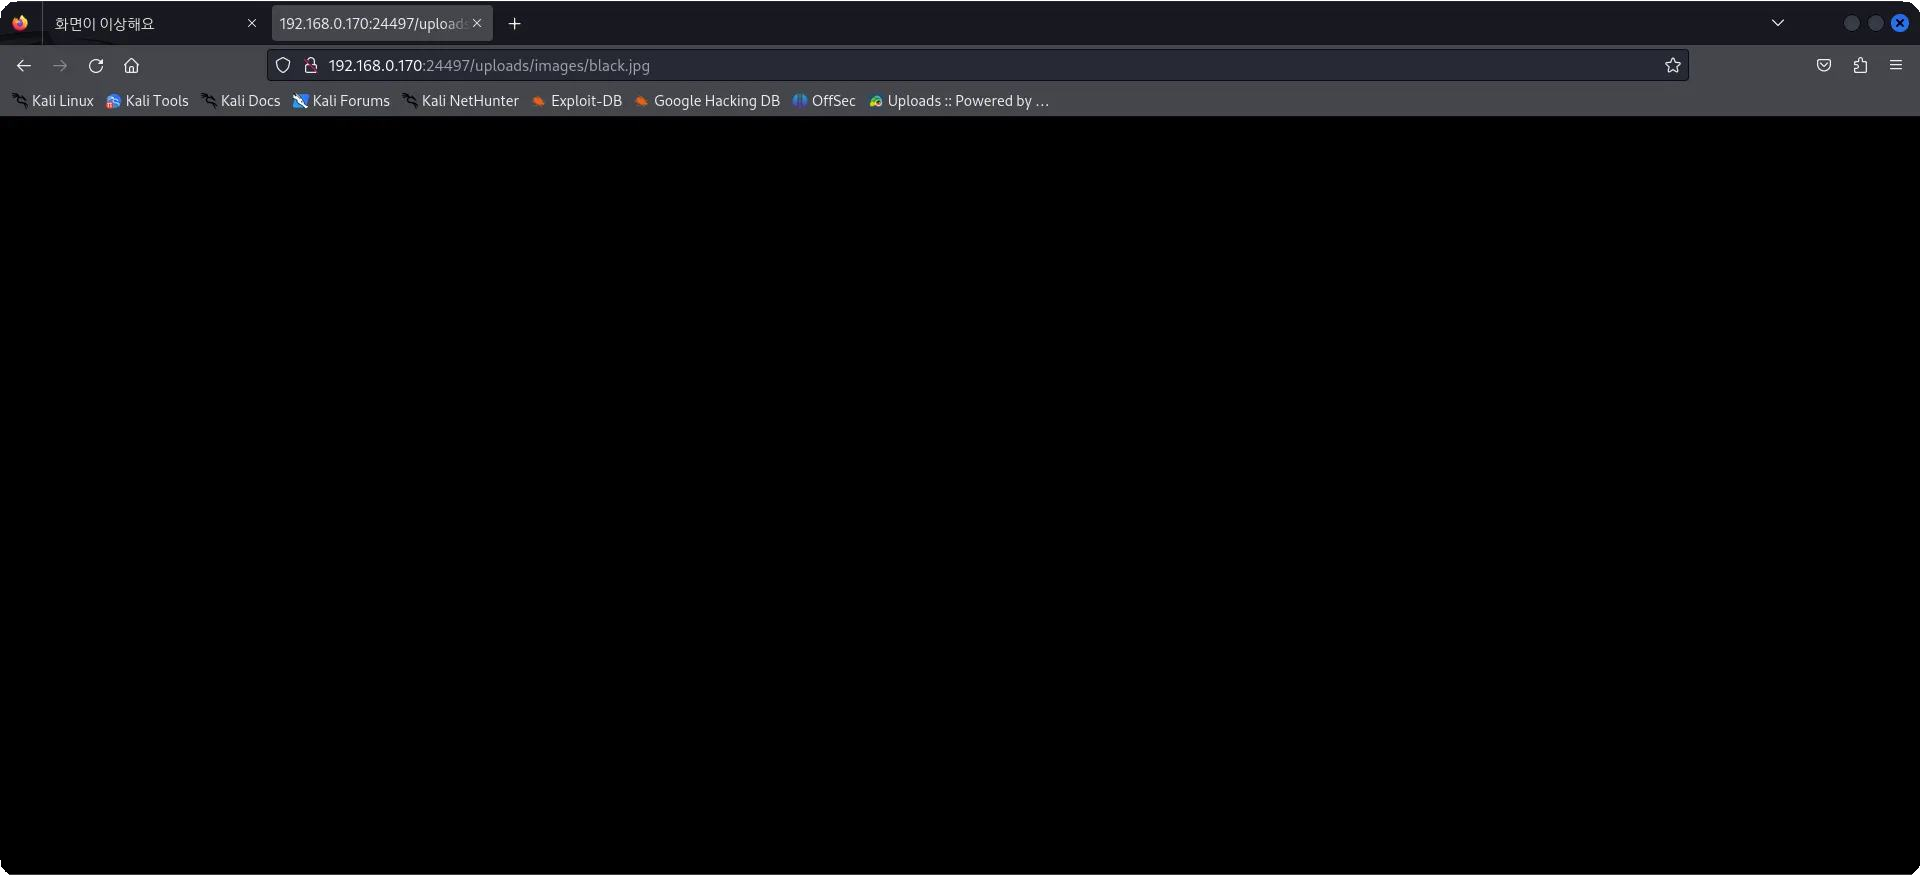 화면이 이상해요
192.168.0.170:24497/upload
192.168.0.170:24497/uploads/images/black.jpg
Kali Linux Kali Tools Kali Docs Kali Forums Kali NetHunter Exploit-DB Google Hacking DB OffSec Uploads :: Powered by ...